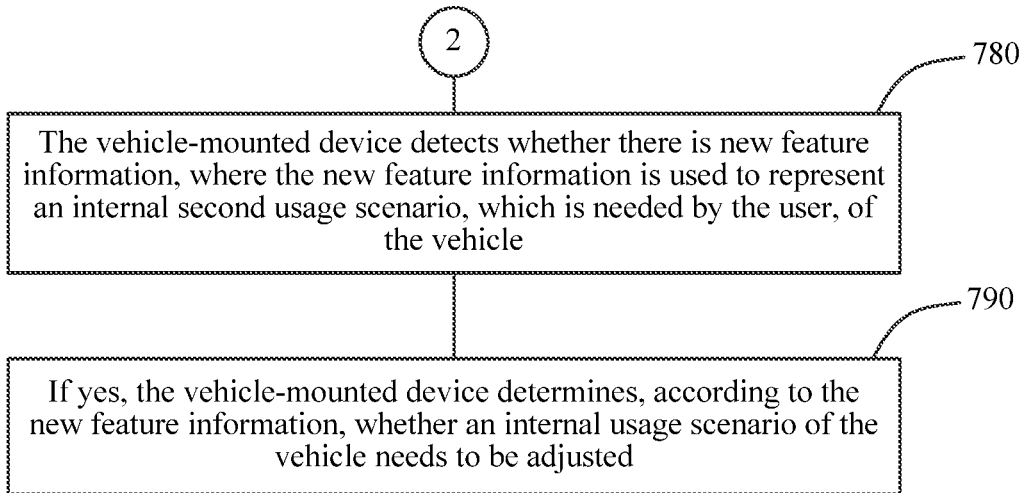 2
780
The vehicle-mounted device detects whether there is new feature
information, where the new feature information is used to represent
an internal second usage scenario, which is needed by the user, of
the vehicle
790
If yes, the vehicle-mounted device determines, according to the
new feature information, whether an internal usage scenario of the
vehicle needs to be adjusted